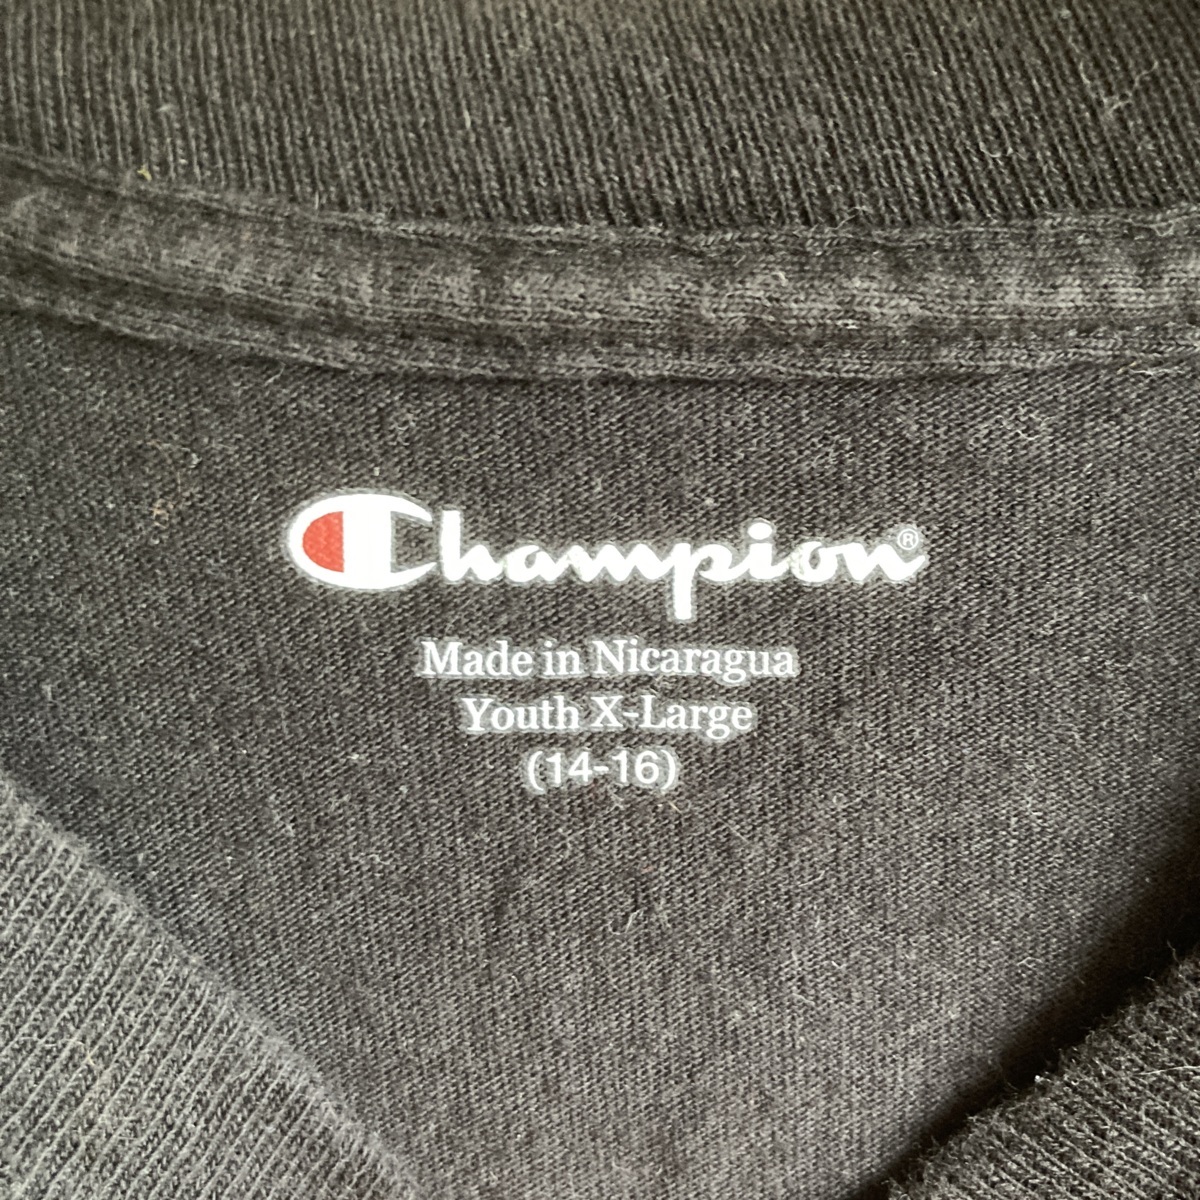 Champion®
Made in Nicaragua
Youth X-Large
(14-16)